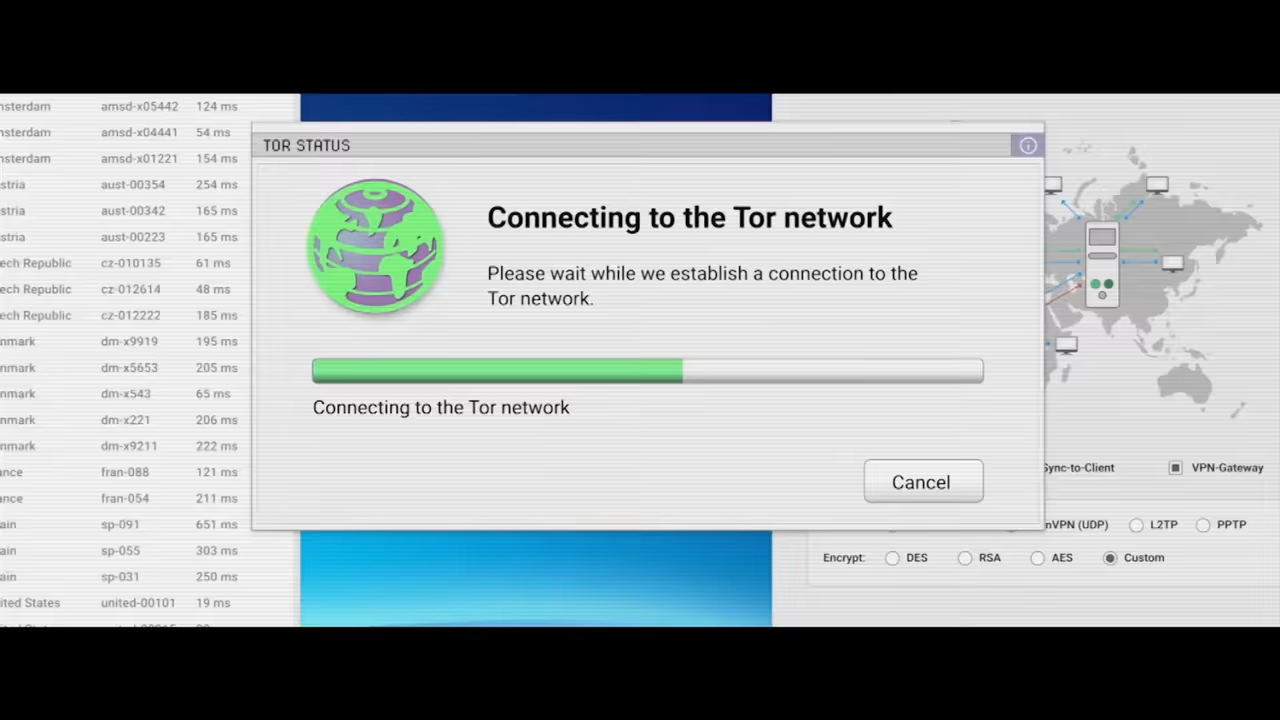 TOR STATUS
Connecting to the Tor network
Please wait while we establish a connection to the
Tor network.
Connecting to the Tor network
Cancel
nsterdam amsd-x05442 124 ms
nsterdam amsd-x04441 54 ms
nsterdam amsd-x01221 154 ms
stria aust-00354 254 ms
stria aust-00342 165 ms
stria aust-00223 165 ms
ech Republic cz-010135 61 ms
ech Republic cz-012614 48 ms
ech Republic cz-012222 185 ms
nmark dm-x9919 195 ms
nmark dm-x5653 205 ms
nmark dm-x543 65 ms
nmark dm-x221 206 ms
nmark dm-x9211 222 ms
ance fran-088 121 ms
ance fran-054 211 ms
ain sp-091 651 ms
ain sp-055 303 ms
ain sp-031 250 ms
ited States united-00101 19 ms
Sync-to-Client VPN-Gateway
nVPN (UDP) L2TP PPTP
Encrypt: DES RSA AES Custom